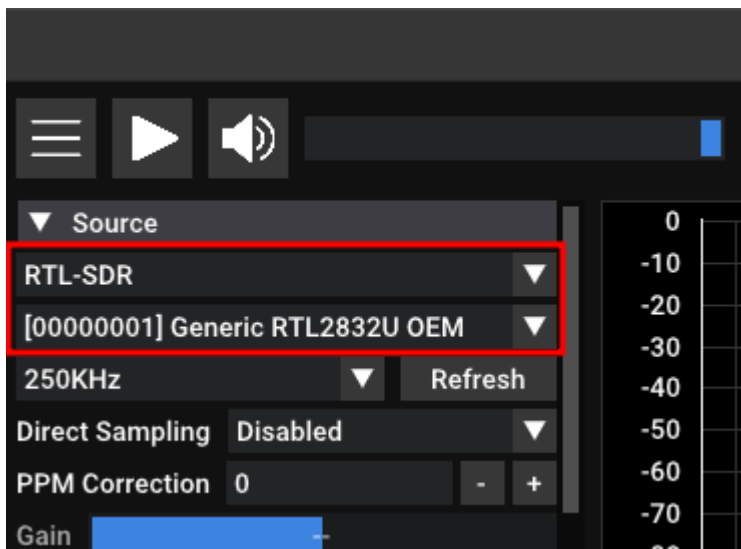 Source
RTL-SDR
[00000001] Generic RTL2832U OEM
250KHz Refresh
Direct Sampling Disabled
PPM Correction 0 - +
Gain --
0
-10
-20
-30
-40
-50
-60
-70